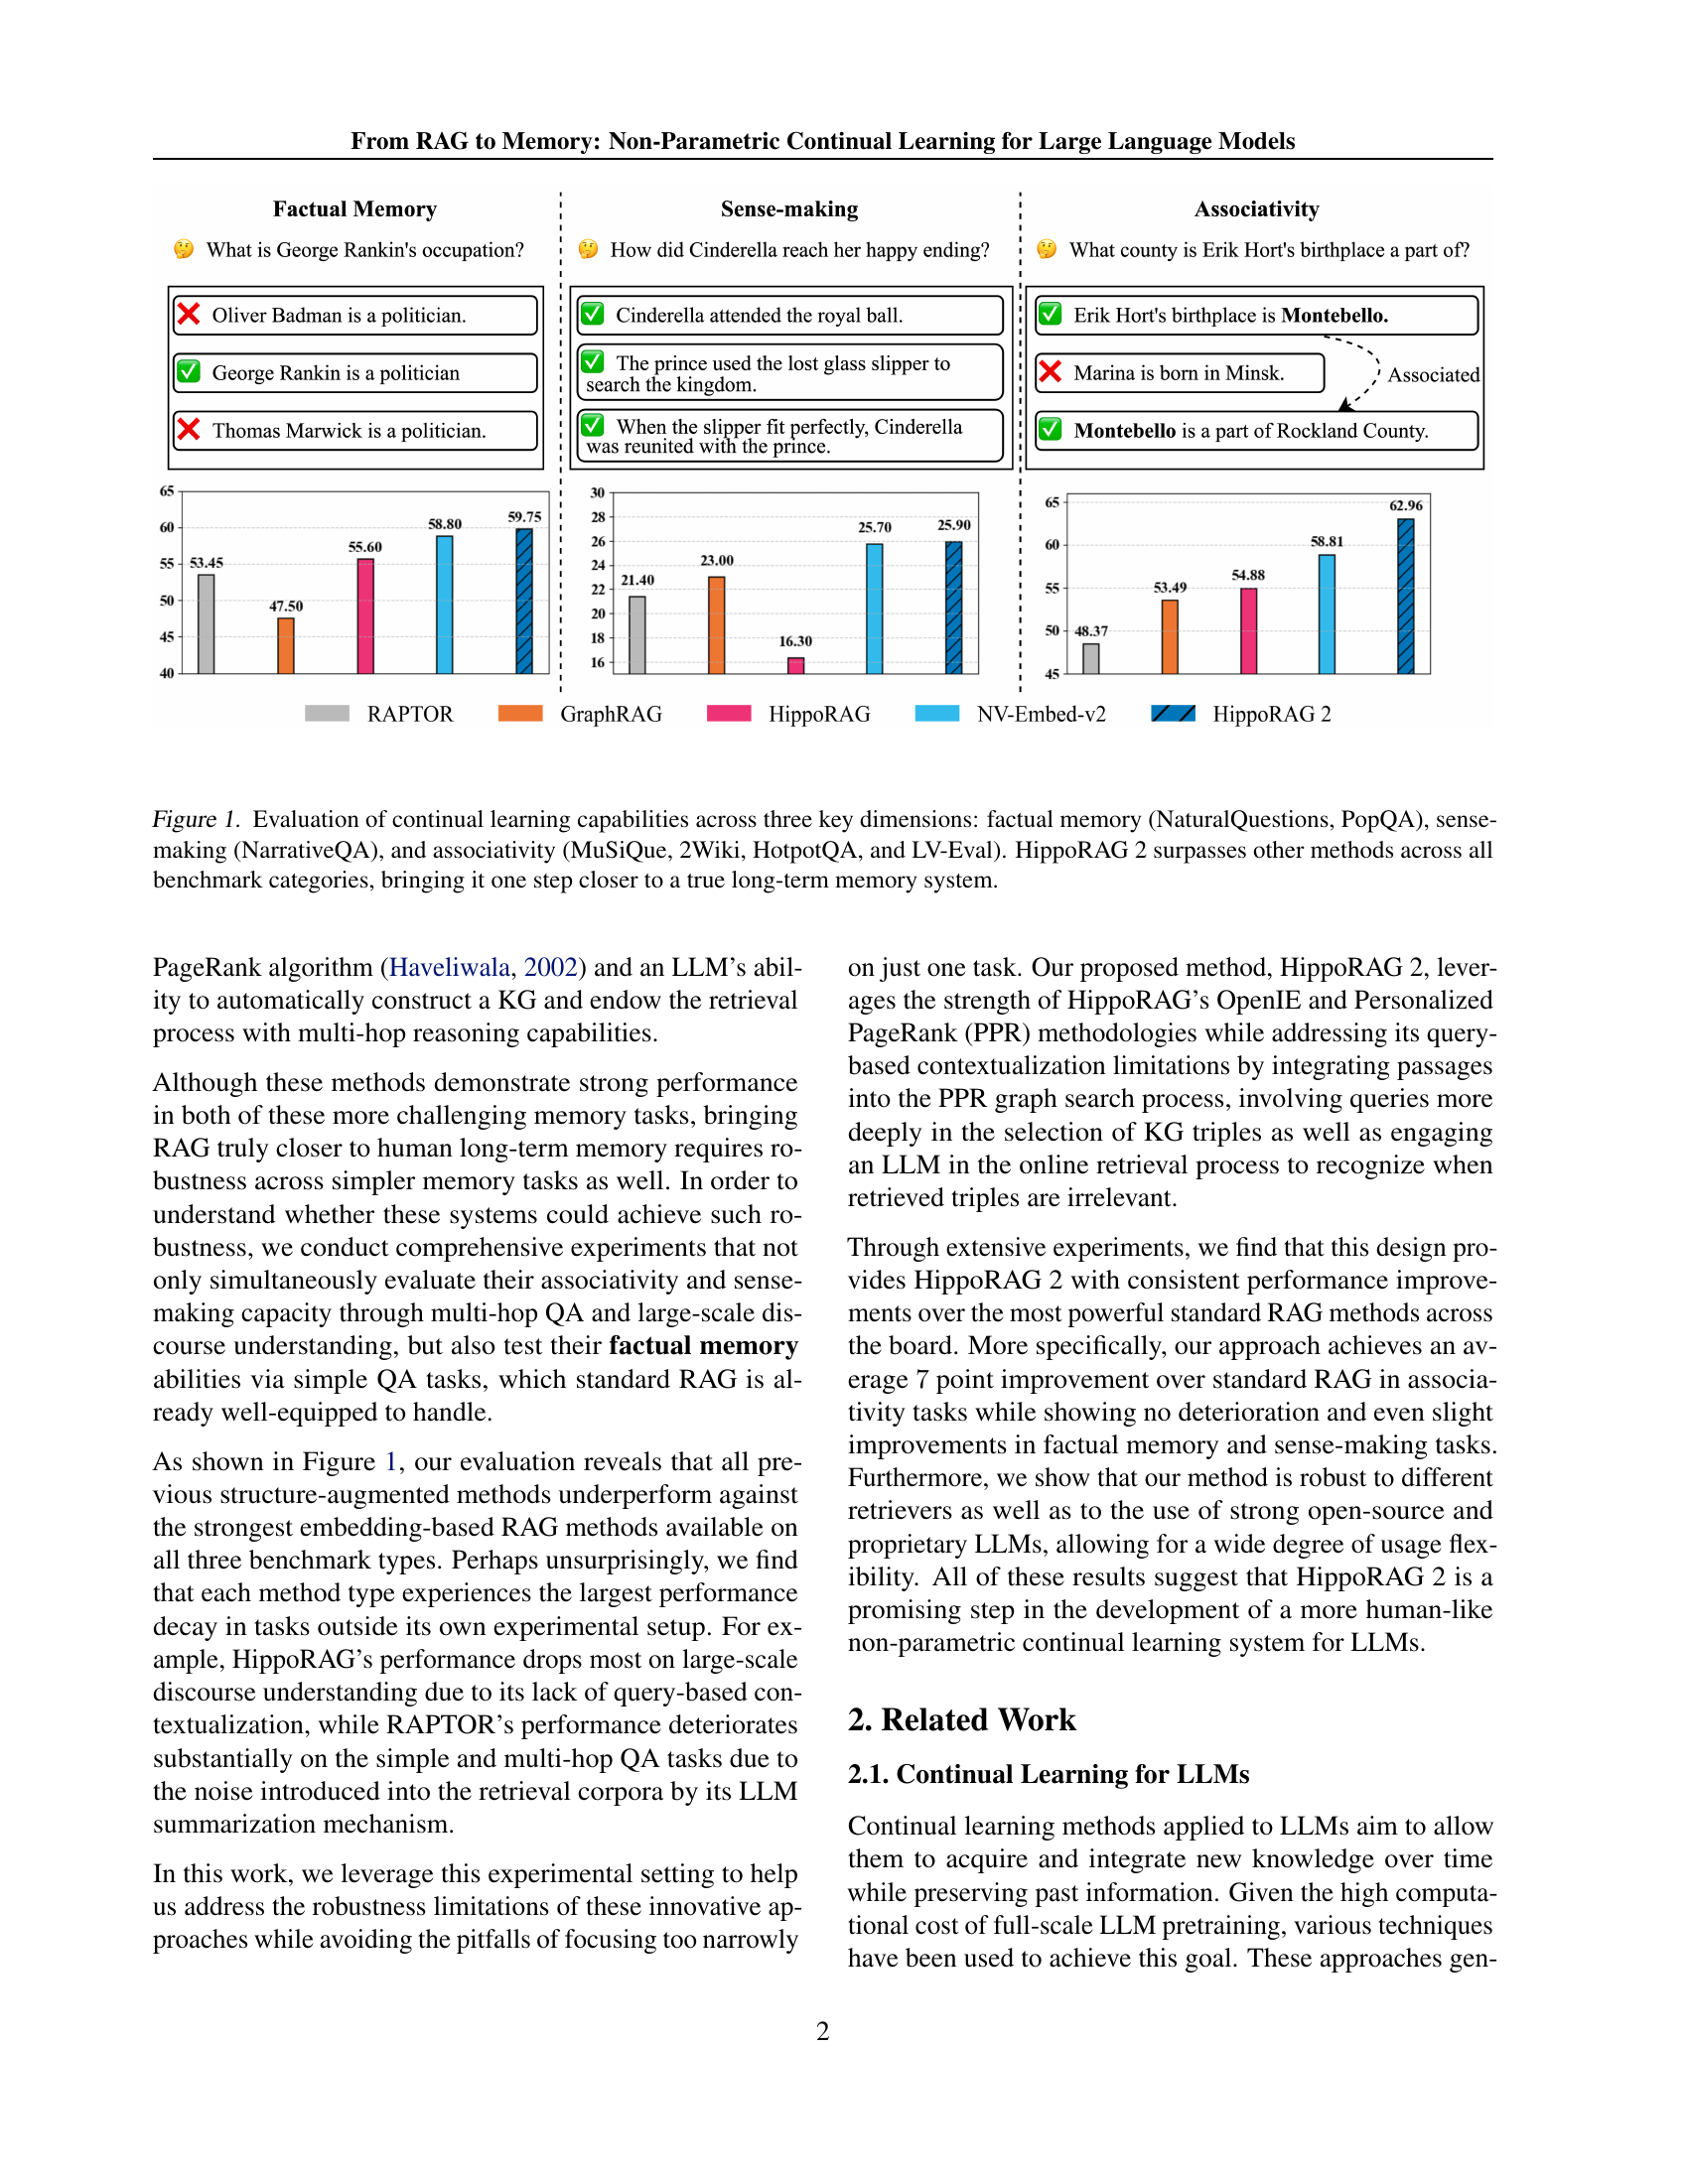 From RAG to Memory: Non-Parametric Continual Learning for Large Language Models
Factual Memory
What is George Rankin's occupation?
Oliver Badman is a politician.
George Rankin is a politician
Thomas Marwick is a politician.
65
60
55
50
45
40
53.45
47.50
55.60
58.80
59.75
Sense-making
How did Cinderella reach her happy ending?
Cinderella attended the royal ball.
The prince used the lost glass slipper to
search the kingdom.
When the slipper fit perfectly, Cinderella
was reunited with the prince.
30
28
26
24
22
20
18
16
21.40
23.00
16.30
25.70
25.90
Associativity
What county is Erik Hort's birthplace a part of?
Erik Hort's birthplace is Montebello.
Marina is born in Minsk.
Associated
Montebello is a part of Rockland County.
65
60
55
50
45
48.37
53.49
54.88
58.81
62.96
RAPTOR
GraphRAG
HippoRAG
NV-Embed-v2
HippoRAG 2
Figure 1. Evaluation of continual learning capabilities across three key dimensions: factual memory (NaturalQuestions, PopQA), sense-
making (NarrativeQA), and associativity (MuSiQue, 2Wiki, HotpotQA, and LV-Eval). HippoRAG 2 surpasses other methods across all
benchmark categories, bringing it one step closer to a true long-term memory system.
PageRank algorithm (Haveliwala, 2002) and an LLM's abil-
ity to automatically construct a KG and endow the retrieval
process with multi-hop reasoning capabilities.
Although these methods demonstrate strong performance
in both of these more challenging memory tasks, bringing
RAG truly closer to human long-term memory requires ro-
bustness across simpler memory tasks as well. In order to
understand whether these systems could achieve such ro-
bustness, we conduct comprehensive experiments that not
only simultaneously evaluate their associativity and sense-
making capacity through multi-hop QA and large-scale dis-
course understanding, but also test their factual memory
abilities via simple QA tasks, which standard RAG is al-
ready well-equipped to handle.
As shown in Figure 1, our evaluation reveals that all pre-
vious structure-augmented methods underperform against
the strongest embedding-based RAG methods available on
all three benchmark types. Perhaps unsurprisingly, we find
that each method type experiences the largest performance
decay in tasks outside its own experimental setup. For ex-
ample, HippoRAG's performance drops most on large-scale
discourse understanding due to its lack of query-based con-
textualization, while RAPTOR's performance deteriorates
substantially on the simple and multi-hop QA tasks due to
the noise introduced into the retrieval corpora by its LLM
summarization mechanism.
In this work, we leverage this experimental setting to help
us address the robustness limitations of these innovative ap-
proaches while avoiding the pitfalls of focusing too narrowly
on just one task. Our proposed method, HippoRAG 2, lever-
ages the strength of HippoRAG's OpenIE and Personalized
PageRank (PPR) methodologies while addressing its query-
based contextualization limitations by integrating passages
into the PPR graph search process, involving queries more
deeply in the selection of KG triples as well as engaging
an LLM in the online retrieval process to recognize when
retrieved triples are irrelevant.
Through extensive experiments, we find that this design pro-
vides HippoRAG 2 with consistent performance improve-
ments over the most powerful standard RAG methods across
the board. More specifically, our approach achieves an av-
erage 7 point improvement over standard RAG in associa-
tivity tasks while showing no deterioration and even slight
improvements in factual memory and sense-making tasks.
Furthermore, we show that our method is robust to different
retrievers as well as to the use of strong open-source and
proprietary LLMs, allowing for a wide degree of usage flex-
ibility. All of these results suggest that HippoRAG 2 is a
promising step in the development of a more human-like
non-parametric continual learning system for LLMs.
2. Related Work
2.1. Continual Learning for LLMs
Continual learning methods applied to LLMs aim to allow
them to acquire and integrate new knowledge over time
while preserving past information. Given the high computa-
tional cost of full-scale LLM pretraining, various techniques
have been used to achieve this goal. These approaches gen-
2